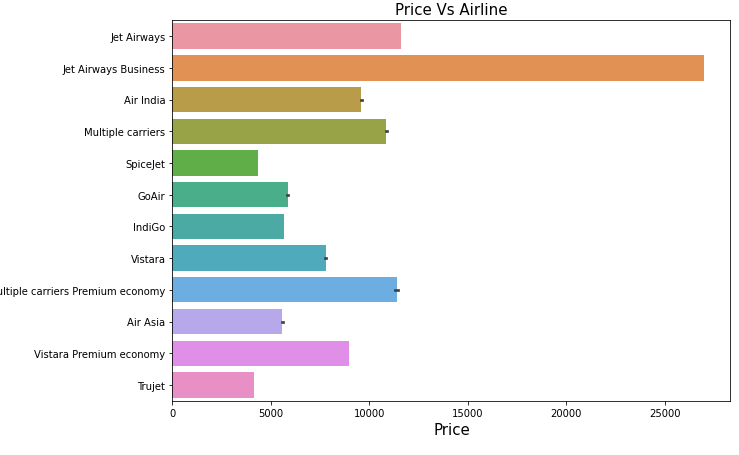 Price Vs Airline
Jet Airways
Jet Airways Business
Air India
Multiple carriers
SpiceJet
GoAir
IndiGo
Vistara
ultiple carriers Premium economy
Air Asia
Vistara Premium economy
Trujet
0 5000 10000 15000 20000 25000
Price